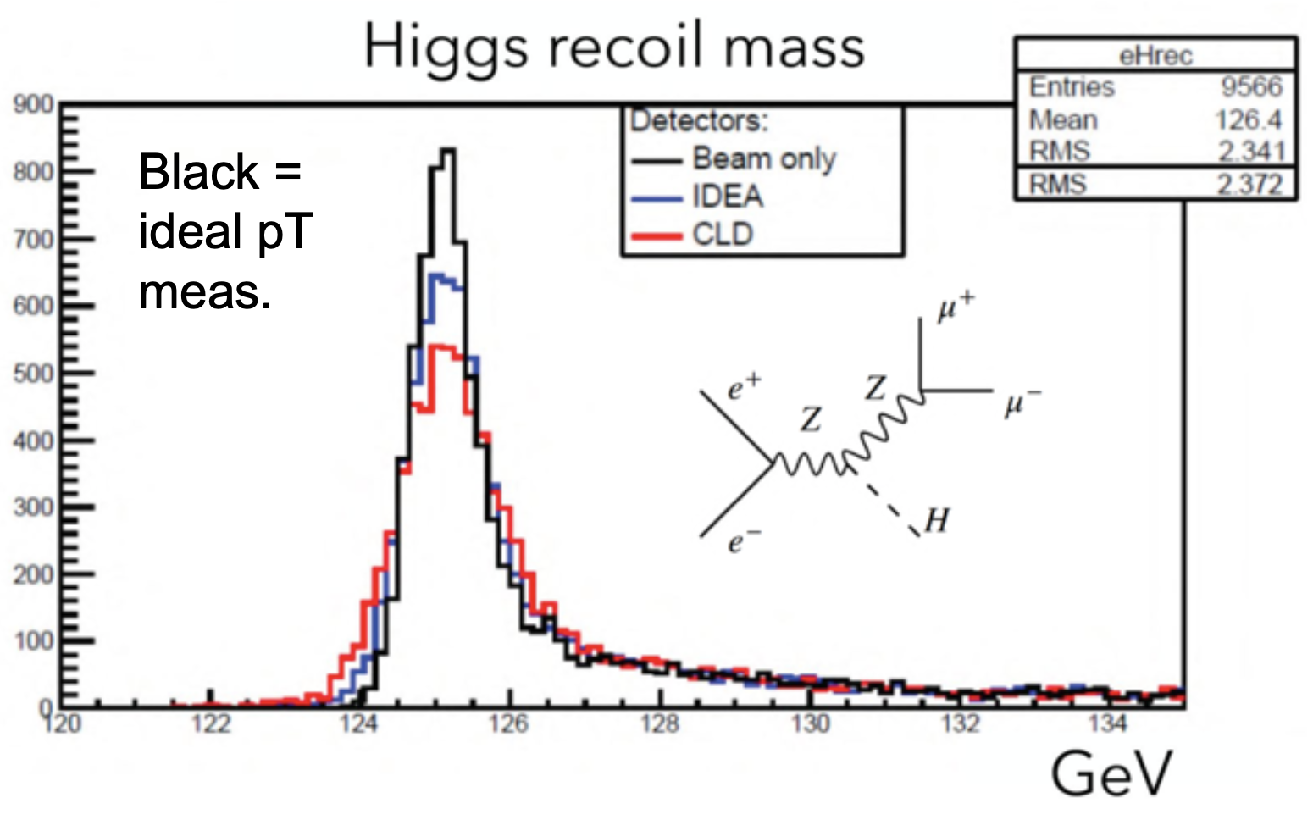 Higgs recoil mass
eHrec
Entries 9566
Mean 126.4
RMS 2.341
RMS 2.372
Detectors:
Beam only
IDEA
CLD
Black =
ideal pT
meas.
900
800
700
600
500
400
300
200
100
0
μ+
μ−
Z
Z
e+
e−
H
120 122 124 126 128 130 132 134
GeV